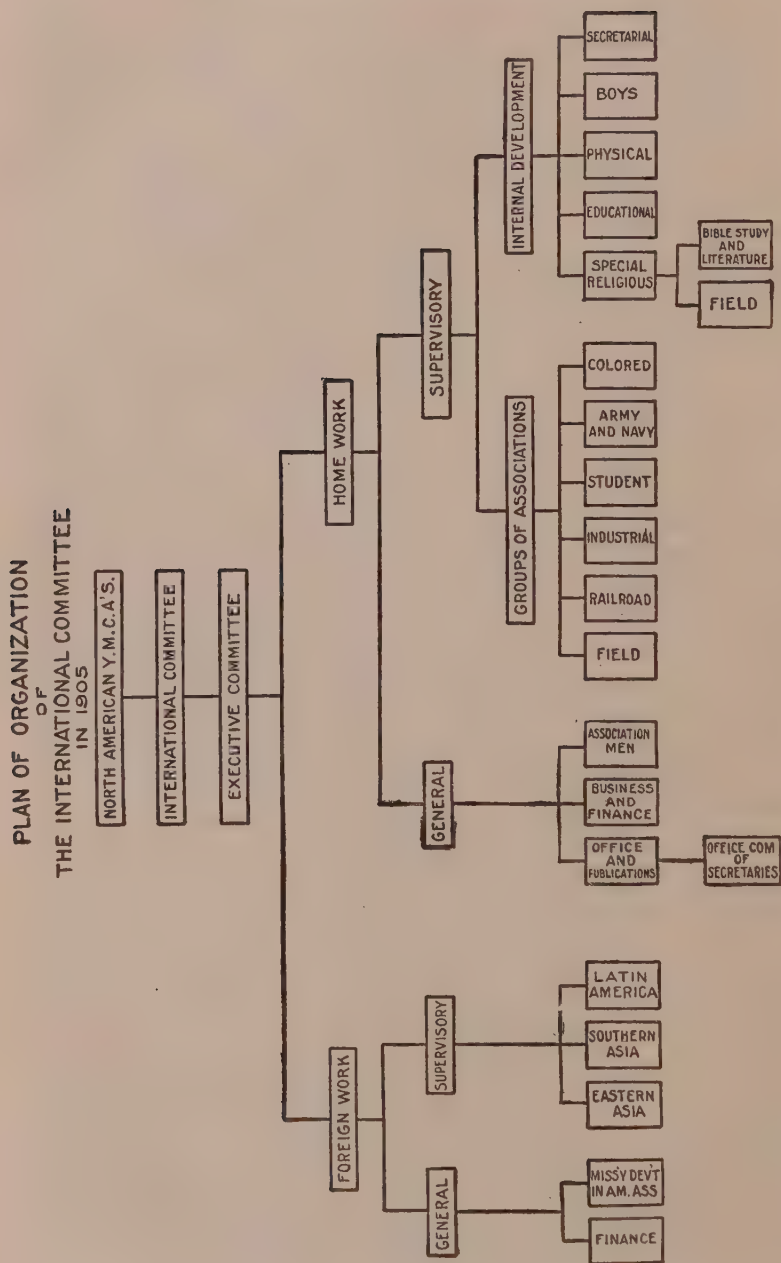 PLAN OF ORGANIZATION
OF
THE INTERNATIONAL COMMITTEE
IN 1905
NORTH AMERICAN Y.M.C.A'S.
INTERNATIONAL COMMITTEE
EXECUTIVE COMMITTEE
FOREIGN WORK
HOME WORK
GENERAL
SUPERVISORY
GENERAL
SUPERVISORY
GROUPS OF ASSOCIATIONS
INTERNAL DEVELOPMENT
FINANCE
MISS'Y DEV'T
IN AM. ASS
EASTERN
ASIA
SOUTHERN
ASIA
LATIN
AMERICA
OFFICE
AND
PUBLICATIONS
BUSINESS
AND
FINANCE
ASSOCIATION
MEN
FIELD
RAILROAD
INDUSTRIAL
STUDENT
ARMY
AND NAVY
COLORED
SPECIAL
RELIGIOUS
EDUCATIONAL
PHYSICAL
BOYS
SECRETARIAL
OFFICE COM
OF
SECRETARIES
FIELD
BIBLE STUDY
AND
LITERATURE